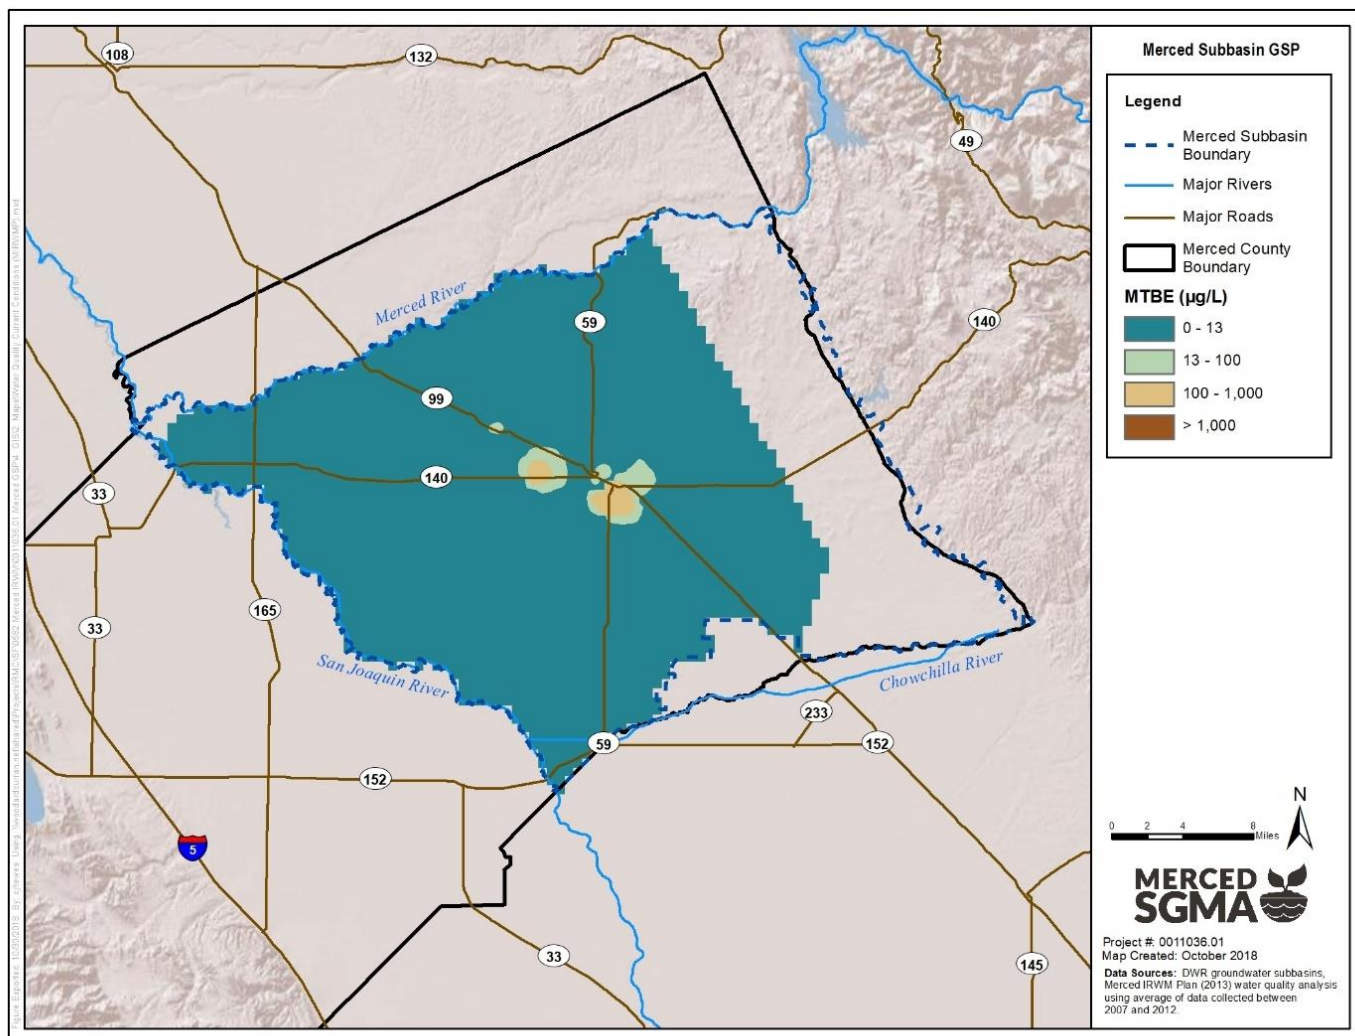 Merced Subbasin GSP
Legend
Merced Subbasin
Boundary
Major Rivers
Major Roads
Merced County
Boundary
MTBE (µg/L)
0 - 13
13 - 100
100 - 1,000
> 1,000
108
132
49
Merced River
59
140
99
140
33
165
33
San Joaquin River
Chowchilla River
233
59
152
152
5
33
145
N
0 2 4 8
Miles
MERCED
SGMA
Project #: 0011036.01
Map Created: October 2018
Data Sources: DWR groundwater subbasins,
Merced IRWM Plan (2013) water quality analysis
using average of data collected between
2007 and 2012.